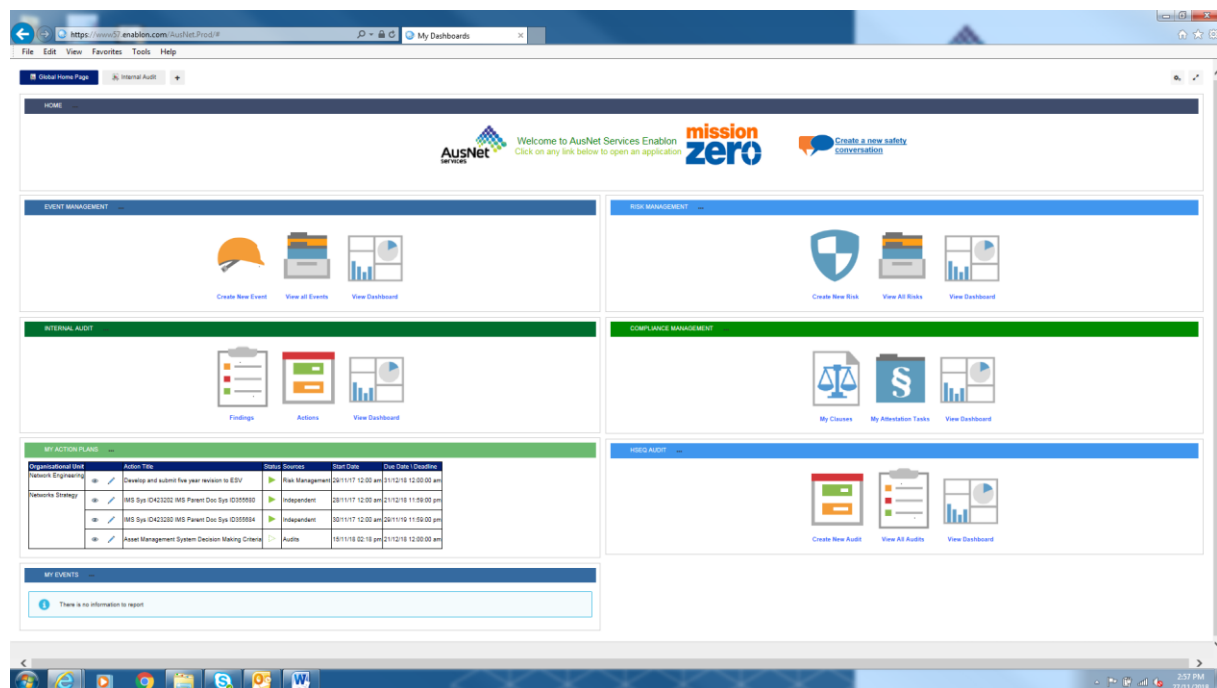 https://www57.enablon.com/AusNet.Prod/#
My Dashboards
File Edit View Favorites Tools Help
Global Home Page
Internal Audit
+
HOME
AusNet
services
Welcome to AusNet Services Enablon
Click on any link below to open an application
mission
zero
Create a new safety
conversation
EVENT MANAGEMENT
Create New Event View all Events View Dashboard
RISK MANAGEMENT
Create New Risk View All Risks View Dashboard
INTERNAL AUDIT
Findings Actions View Dashboard
COMPLIANCE MANAGEMENT
§
My Clauses My Attestation Tasks View Dashboard
MY ACTION PLANS
Organisational Unit Action Title Status Sources Start Date Due Date \ Deadline
Network Engineering Develop and submit five year revision to ESV Risk Management 29/11/17 12:00 am 31/12/18 12:00:00 am
Networks Strategy IMS Sys ID423202 IMS Parent Doc Sys Independent 12:00 am 21/12/18 11:59:00 pm
IMS Sys ID423280 IMS Parent Doc Sys Independent 30/11/17 12:00 am 11:59:00 pm
Asset Management System Decision Making Criteria Audits 15/11/18 02:18 pm 21/12/18 12:00:00 am
HSEQ AUDIT
Create New Audit View All Audits View Dashboard
MY EVENTS
There is no information to report
2:57 PM